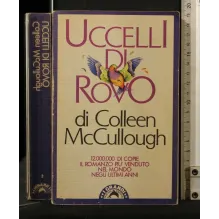 UCCELLI DI ROVO
Colleen McCullough
UCCELLI
DI
ROVO
di Colleen
McCullough
12.000.000 DI COPIE
IL ROMANZO PIU' VENDUTO
NEL MONDO
NEGLI ULTIMI ANNI